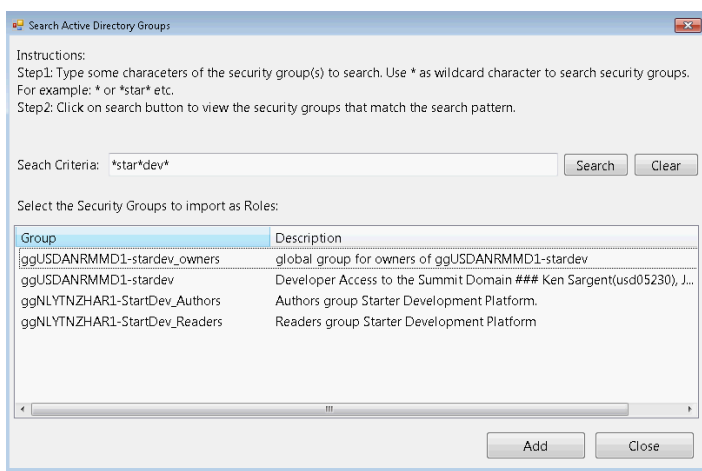 Search Active Directory Groups
Instructions:
Step1: Type some characeters of the security group(s) to search. Use * as wildcard character to search security groups.
For example: * or *star* etc.
Step2: Click on search button to view the security groups that match the search pattern.
Seach Criteria: *star*dev* Search Clear
Select the Security Groups to import as Roles:
Group Description
ggUSDANRMMD1-stardev_owners global group for owners of ggUSDANRMMD1-stardev
ggUSDANRMMD1-stardev Developer Access to the Summit Domain ### Ken Sargent(usd05230), J...
ggNLYTNZHAR1-StartDev_Authors Authors group Starter Development Platform.
ggNLYTNZHAR1-StartDev_Readers Readers group Starter Development Platform
Add Close